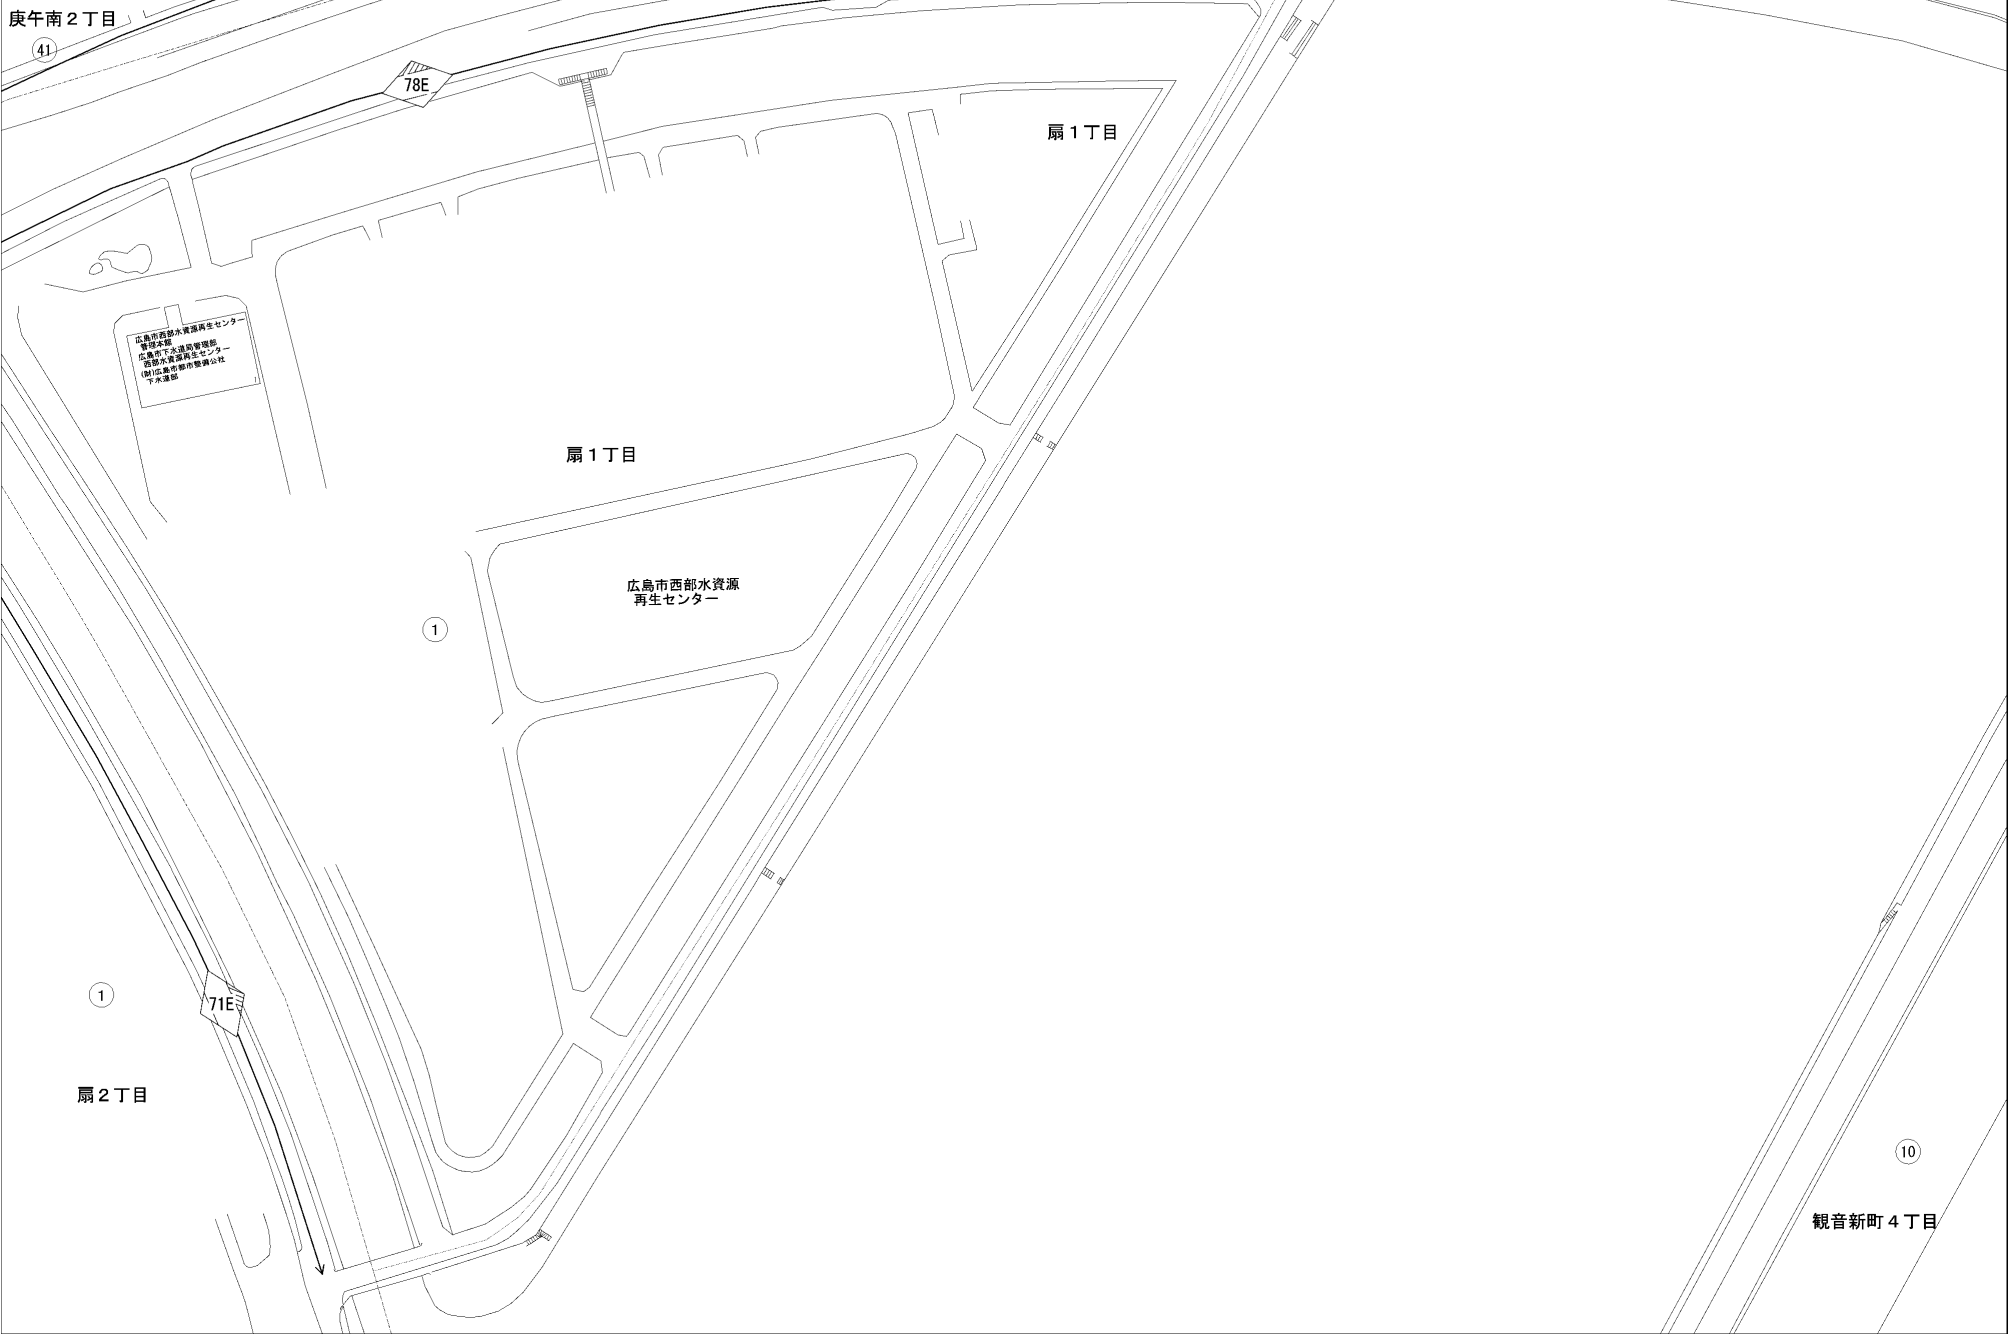 庚午南２丁目
41
78E
扇１丁目
広島市西部水資源再生センター
管理本館
広島市下水道局管理部
西部水資源再生センター
(財)広島市都市整備公社
下水道部
扇１丁目
広島市西部水資源
再生センター
1
1
71E
扇２丁目
10
観音新町４丁目